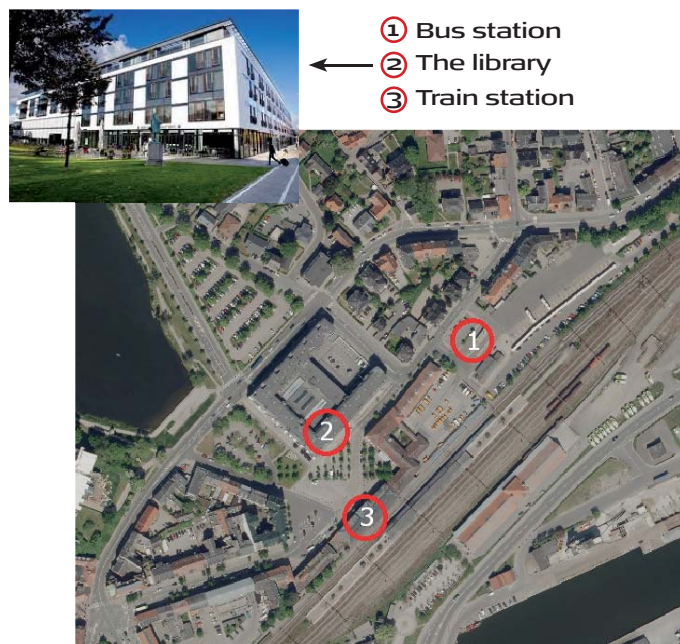 1 Bus station
2 The library
3 Train station
1
2
3